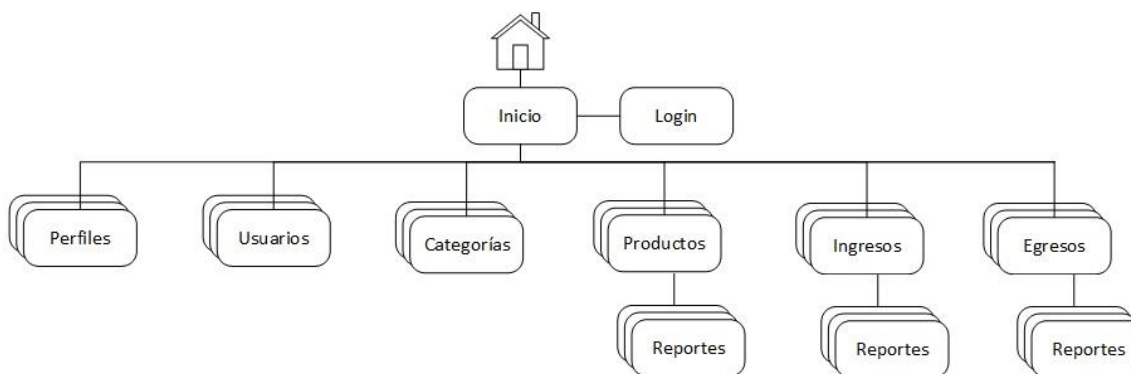 Inicio
Login
Perfiles
Usuarios
Categorías
Productos
Ingresos
Egresos
Reportes
Reportes
Reportes